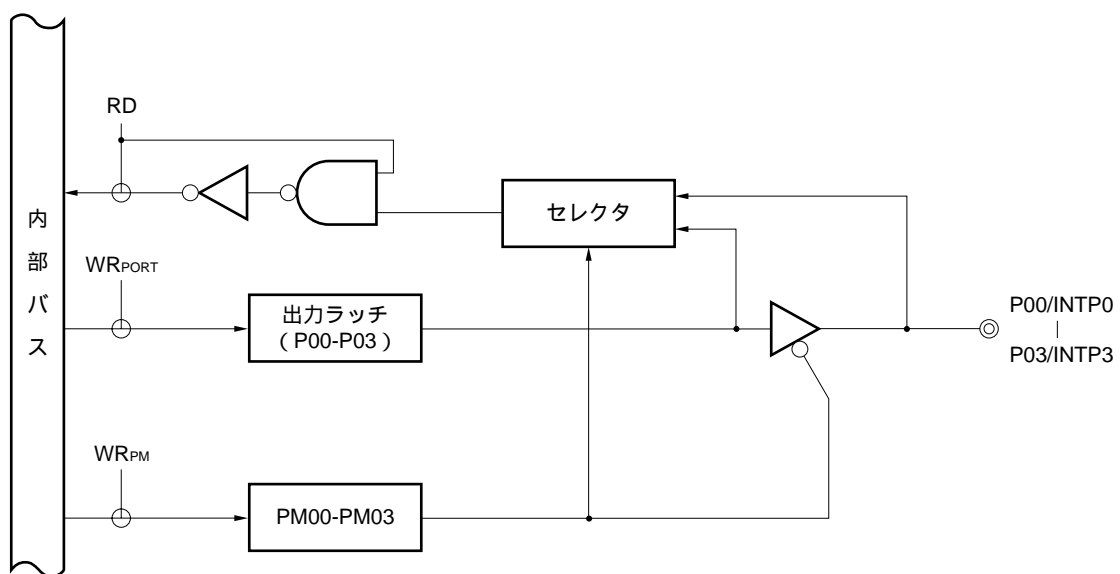 RD
内部バス
セレクタ
WRPORT
出力ラッチ
（P00-P03）
P00/INTP0
P03/INTP3
WRPM
PM00-PM03